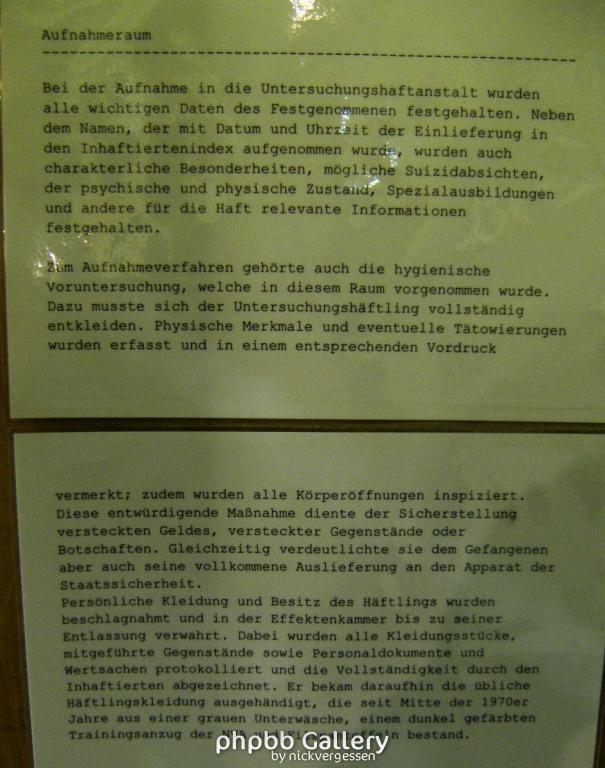 Aufnahmeraum
----------------------------------------------------------
Bei der Aufnahme in die Untersuchungshaftanstalt wurden
alle wichtigen Daten des Festgenommenen festgehalten. Neben
dem Namen, der mit Datum und Uhrzeit der Einlieferung in
den Inhaftiertenindex aufgenommen wurde, wurden auch
charakterliche Besonderheiten, mögliche Suizidabsichten,
der psychische und physische Zustand, Spezialausbildungen
und andere für die Haft relevante Informationen
festgehalten.
Zum Aufnahmeverfahren gehörte auch die hygienische
Voruntersuchung, welche in diesem Raum vorgenommen wurde.
Dazu musste sich der Untersuchungshäftling vollständig
entkleiden. Physische Merkmale und eventuelle Tätowierungen
wurden erfasst und in einem entsprechenden Vordruck
vermerkt; zudem wurden alle Körperöffnungen inspiziert.
Diese entwürdigende Maßnahme diente der Sicherstellung
versteckten Geldes, versteckter Gegenstände oder
Botschaften. Gleichzeitig verdeutlichte sie dem Gefangenen
aber auch seine vollkommene Auslieferung an den Apparat der
Staatssicherheit.
Persönliche Kleidung und Besitz des Häftlings wurden
beschlagnahmt und in der Effektenkammer bis zu seiner
Entlassung verwahrt. Dabei wurden alle Kleidungsstücke,
mitgeführte Gegenstände sowie Personaldokumente und
Wertsachen protokolliert und die Vollständigkeit durch den
Inhaftierten abgezeichnet. Er bekam daraufhin die übliche
Häftlingskleidung ausgehändigt, die seit Mitte der 1970er
Jahre aus einer grauen Unterwäsche, einem dunkel gefärbten
Trainingsanzug der NVA und bestand.
phpbb Gallery
by nickvergessen